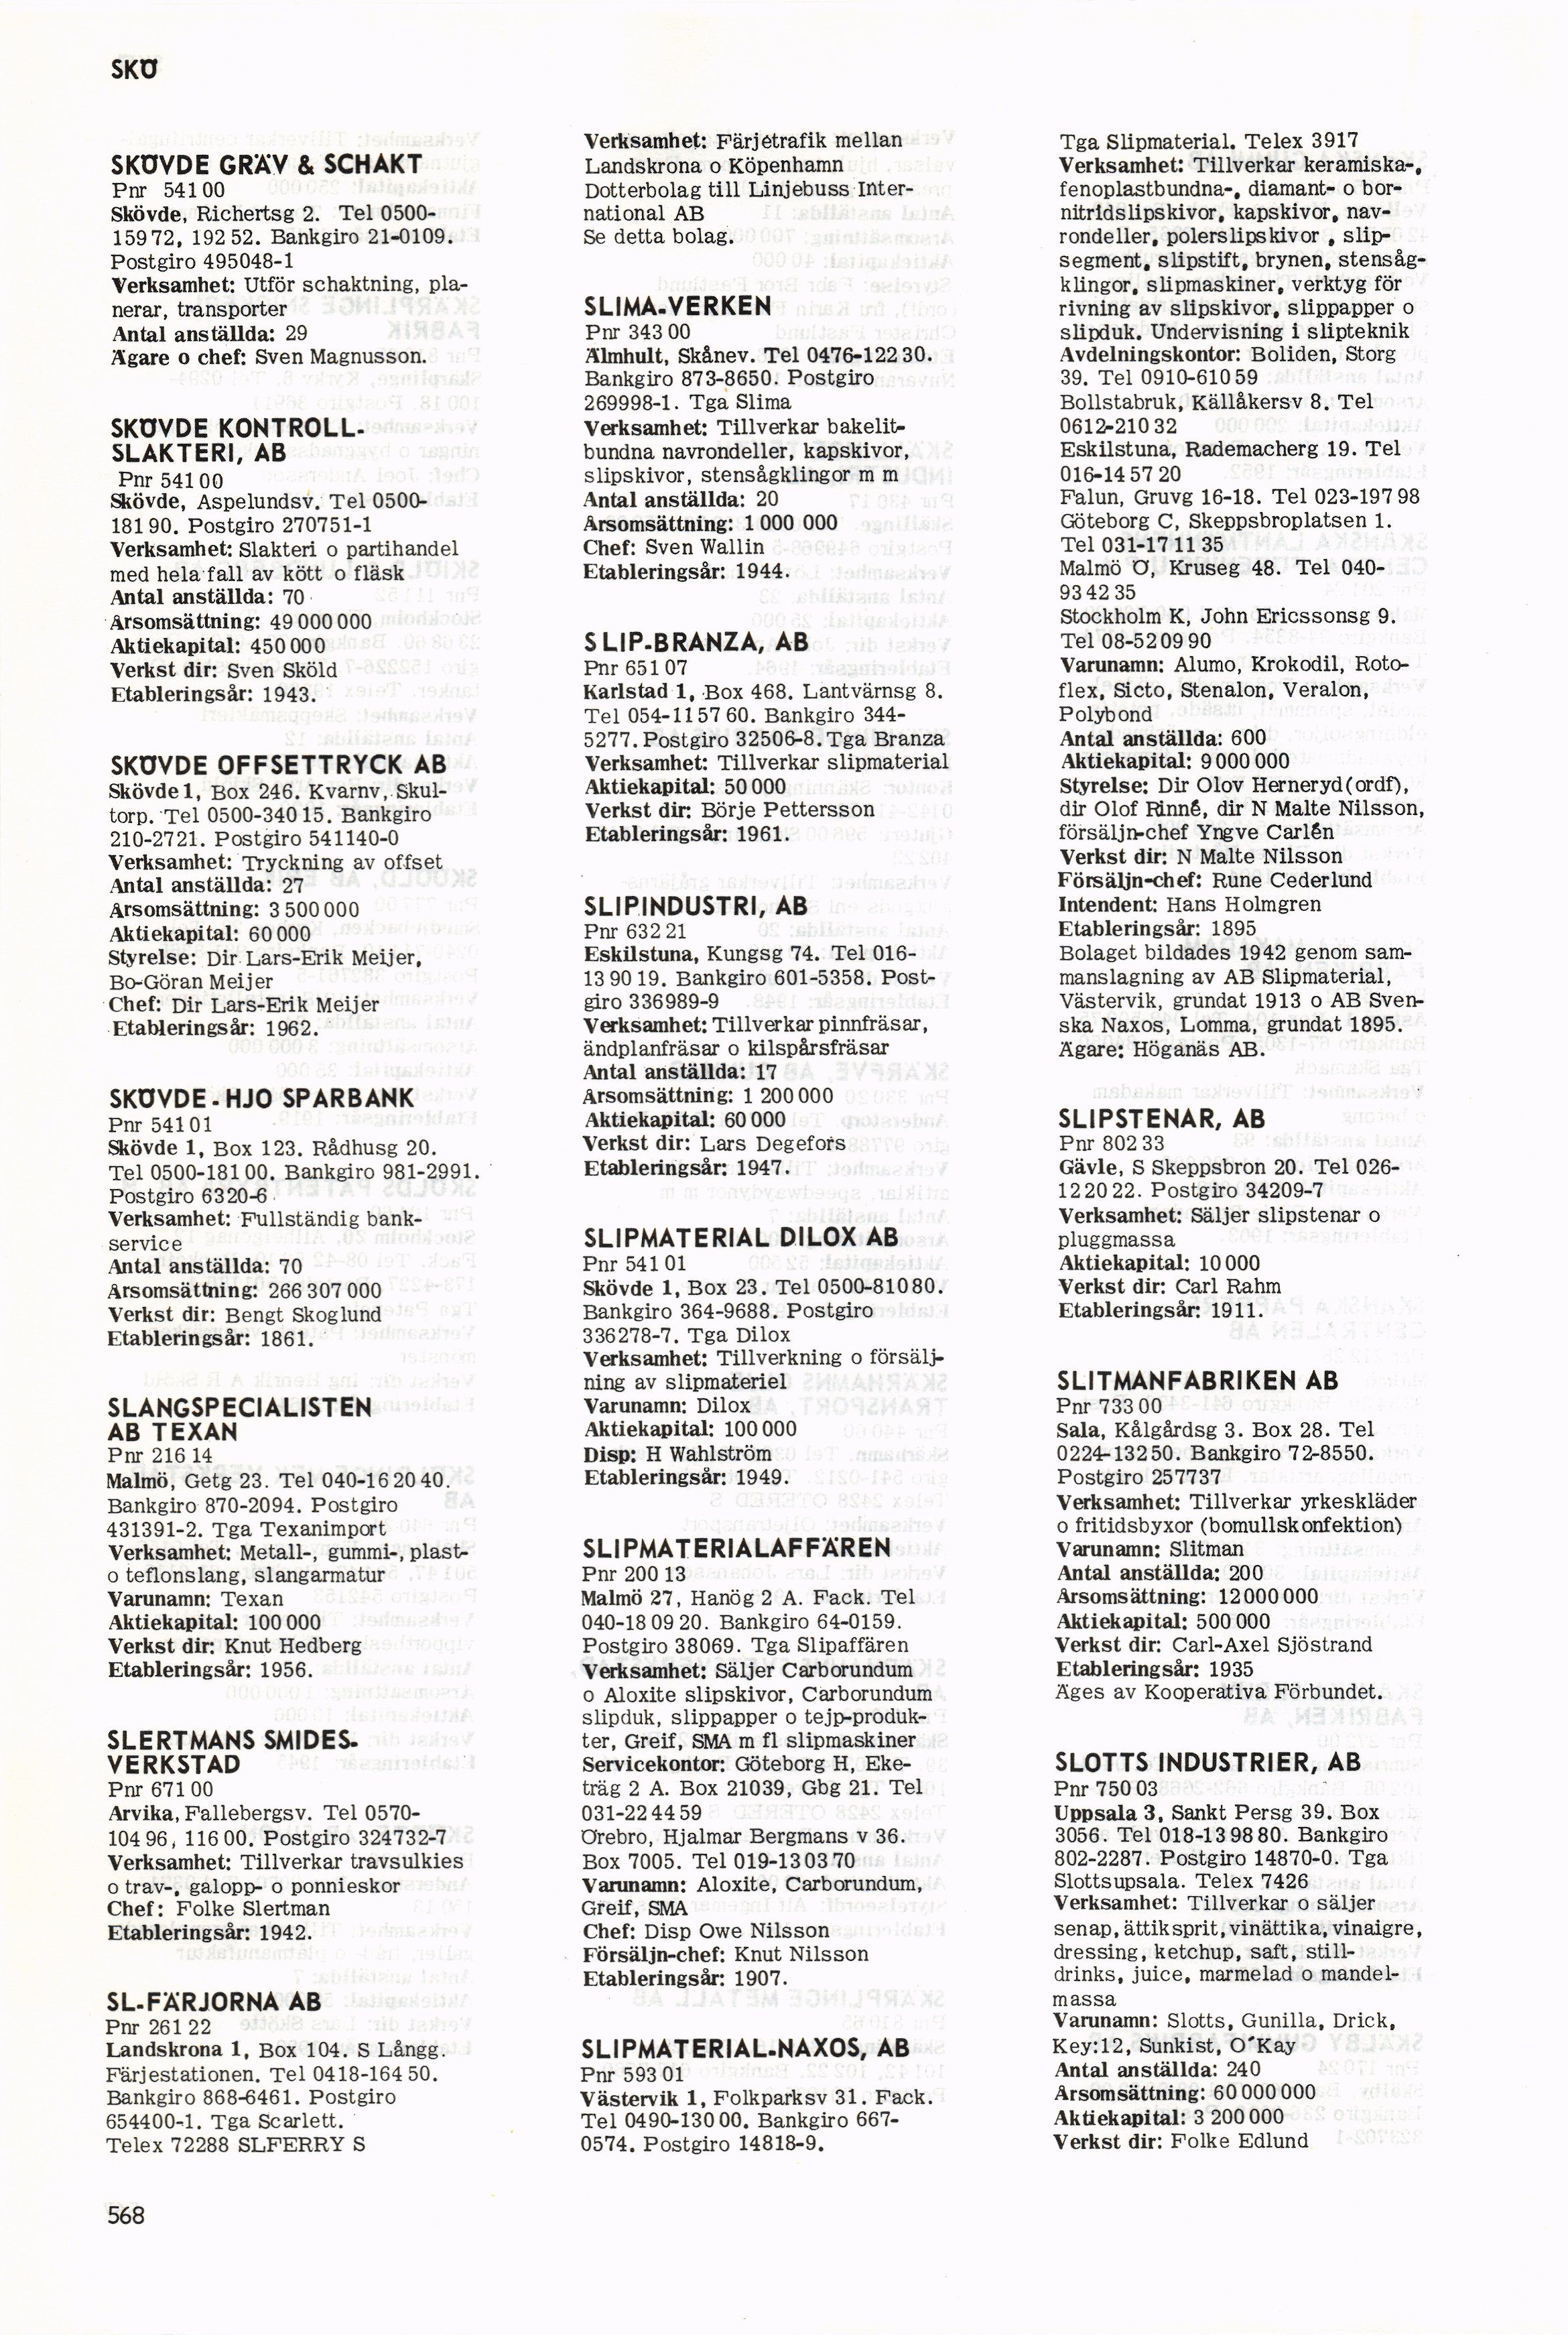 SKÖ
SKÖVDE GRÄV & SCHAKT
Pnr 541 00
Skövde, Richertsg 2. Tel 0500-
159 72, 192 52. Bankgiro 21-0109.
Postgiro 495048-1
Verksamhet: Utför schaktning, pla-
nerar, transporter
Antal anställda: 29
Ägare o chef: Sven Magnusson.
SKÖVDE KONTROLL-
SLAKTERI, AB
Pnr 541 00
Skövde, Aspelundsv. Tel 0500-
181 90. Postgiro 270751-1
Verksamhet: Slakteri o partihandel
med hela fall av kött o fläsk
Antal anställda: 70
Årsomsättning: 49 000 000
Aktiekapital: 450 000
Verkst dir: Sven Sköld
Etableringsår: 1943.
SKÖVDE OFFSETTRYCK AB
Skövde 1, Box 246. Kvarnv, Skul-
torp. Tel 0500-340 15. Bankgiro
210-2721. Postgiro 541140-0
Verksamhet: Tryckning av offset
Antal anställda: 27
Årsomsättning: 3 500 000
Aktiekapital: 60 000
Styrelse: Dir Lars-Erik Meijer,
Bo-Göran Meijer
Chef: Dir Lars-Erik Meijer
Etableringsår: 1962.
SKÖVDE-HJO SPARBANK
Pnr 541 01
Skövde 1, Box 123. Rådhusg 20.
Tel 0500-181 00. Bankgiro 981-2991.
Postgiro 6320-6
Verksamhet: Fullständig bank-
service
Antal anställda: 70
Årsomsättning: 266 307 000
Verkst dir: Bengt Skoglund
Etableringsår: 1861.
SLANGSPECIALISTEN
AB TEXAN
Pnr 216 14
Malmö, Getg 23. Tel 040-16 20 40.
Bankgiro 870-2094. Postgiro
431391-2. Tga Texanimport
Verksamhet: Metall-, gummi-, plast-
o teflonslang, slangarmatur
Varunamn: Texan
Aktiekapital: 100 000
Verkst dir: Knut Hedberg
Etableringsår: 1956.
SLERTMANS SMIDES-
VERKSTAD
Pnr 671 00
Arvika, Fallebergsv. Tel 0570-
104 96, 116 00. Postgiro 324732-7
Verksamhet: Tillverkar travsulkies
o trav-, galopp- o ponnieskor
Chef: Folke Slertman
Etableringsår: 1942.
SL-FÄRJORNA AB
Pnr 261 22
Landskrona 1, Box 104. S Långg.
Färjestationen. Tel 0418-164 50.
Bankgiro 868-6461. Postgiro
654400-1. Tga Scarlett.
Telex 72288 SLFERRY S
568
Verksamhet: Färjetrafik mellan
Landskrona o Köpenhamn
Dotterbolag till Linjebuss Inter-
national AB
Se detta bolag.
SLIMA-VERKEN
Pnr 343 00
Älmhult, Skånev. Tel 0476-122 30.
Bankgiro 873-8650. Postgiro
269998-1. Tga Slima
Verksamhet: Tillverkar bakelit-
bundna navrondeller, kapskivor,
slipskivor, stensågklingor m m
Antal anställda: 20
Årsomsättning: 1 000 000
Chef: Sven Wallin
Etableringsår: 1944.
SLIP-BRANZA, AB
Pnr 651 07
Karlstad 1, Box 468. Lantvärnsg 8.
Tel 054-11 57 60. Bankgiro 344-
5277. Postgiro 32506-8. Tga Branza
Verksamhet: Tillverkar slipmaterial
Aktiekapital: 50 000
Verkst dir: Börje Pettersson
Etableringsår: 1961.
SLIPINDUSTRI, AB
Pnr 632 21
Eskilstuna, Kungsg 74. Tel 016-
13 90 19. Bankgiro 601-5358. Post-
giro 336989-9
Verksamhet: Tillverkar pinnfräsar,
ändplanfräsar o kilspårsfräsar
Antal anställda: 17
Årsomsättning: 1 200 000
Aktiekapital: 60 000
Verkst dir: Lars Degefors
Etableringsår: 1947.
SLIPMATERIAL DILOX AB
Pnr 541 01
Skövde 1, Box 23. Tel 0500-810 80.
Bankgiro 364-9688. Postgiro
336278-7. Tga Dilox
Verksamhet: Tillverkning o försälj-
ning av slipmateriel
Varunamn: Dilox
Aktiekapital: 100 000
Disp: H Wahlström
Etableringsår: 1949.
SLIPMATERIALAFFÄREN
Pnr 200 13
Malmö 27, Hanög 2 A. Fack. Tel
040-18 09 20. Bankgiro 64-0159.
Postgiro 38069. Tga Slipaffären
Verksamhet: Säljer Carborundum
o Aloxite slipskivor, Carborundum
slipduk, slippapper o tejp-produk-
ter, Greif, SMA m fl slipmaskiner
Servicekontor: Göteborg H, Eke-
träg 2 A. Box 21039, Gbg 21. Tel
031-22 44 59
Örebro, Hjalmar Bergmans v 36.
Box 7005. Tel 019-13 03 70
Varunamn: Aloxite, Carborundum,
Greif, SMA
Chef: Disp Owe Nilsson
Försäljn-chef: Knut Nilsson
Etableringsår: 1907.
SLIPMATERIAL-NAXOS, AB
Pnr 593 01
Västervik 1, Folkparksv 31. Fack.
Tel 0490-130 00. Bankgiro 667-
0574. Postgiro 14818-9.
Tga Slipmaterial. Telex 3917
Verksamhet: Tillverkar keramiska-,
fenoplastbundna-, diamant- o bor-
nitridslipskivor, kapskivor, nav-
rondeller, polerslipskivor, slip-
segment, slipstift, brynen, stensåg-
klingor, slipmaskiner, verktyg för
rivning av slipskivor, slippapper o
slipduk. Undervisning i slipteknik
Avdelningskontor: Boliden, Storg
39. Tel 0910-610 59
Bollstabruk, Källåkersv 8. Tel
0612-210 32
Eskilstuna, Rademacherg 19. Tel
016-14 57 20
Falun, Gruvg 16-18. Tel 023-197 98
Göteborg C, Skeppsbroplatsen 1.
Tel 031-17 11 35
Malmö Ö, Kruseg 48. Tel 040-
93 42 35
Stockholm K, John Ericssonsg 9.
Tel 08-52 09 90
Varunamn: Alumo, Krokodil, Roto-
flex, Sicto, Stenalon, Veralon,
Polybond
Antal anställda: 600
Aktiekapital: 9 000 000
Styrelse: Dir Olov Herneryd (ordf),
dir Olof Rinné, dir N Malte Nilsson,
försäljn-chef Yngve Carlén
Verkst dir: N Malte Nilsson
Försäljn-chef: Rune Cederlund
Intendent: Hans Holmgren
Etableringsår: 1895
Bolaget bildades 1942 genom sam-
manslagning av AB Slipmaterial,
Västervik, grundat 1913 o AB Sven-
ska Naxos, Lomma, grundat 1895.
Ägare: Höganäs AB.
SLIPSTENAR, AB
Pnr 802 33
Gävle, S Skeppsbron 20. Tel 026-
12 20 22. Postgiro 34209-7
Verksamhet: Säljer slipstenar o
pluggmassa
Aktiekapital: 10 000
Verkst dir: Carl Rahm
Etableringsår: 1911.
SLITMANFABRIKEN AB
Pnr 733 00
Sala, Kålgårdsg 3. Box 28. Tel
0224-132 50. Bankgiro 72-8550.
Postgiro 257737
Verksamhet: Tillverkar yrkeskläder
o fritidsbyxor (bomullskonfektion)
Varunamn: Slitman
Antal anställda: 200
Årsomsättning: 12 000 000
Aktiekapital: 500 000
Verkst dir: Carl-Axel Sjöstrand
Etableringsår: 1935
Äges av Kooperativa Förbundet.
SLOTTS INDUSTRIER, AB
Pnr 750 03
Uppsala 3, Sankt Persg 39. Box
3056. Tel 018-13 98 80. Bankgiro
802-2287. Postgiro 14870-0. Tga
Slottsupsala. Telex 7426
Verksamhet: Tillverkar o säljer
senap, ättiksprit, vinättika, vinaigre,
dressing, ketchup, saft, still-
drinks, juice, marmelad o mandel-
massa
Varunamn: Slotts, Gunilla, Drick,
Key:12, Sunkist, O'Kay
Antal anställda: 240
Årsomsättning: 60 000 000
Aktiekapital: 3 200 000
Verkst dir: Folke Edlund